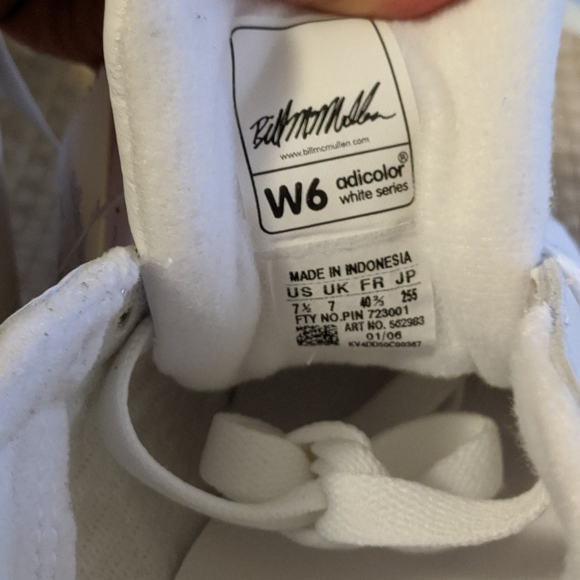 Bill McMullen
www.billmcmullen.com
W6 adicolor®
white series
MADE IN INDONESIA
US UK FR JP
7½ 7 40⅔ 255
FTY NO.PIN 723001
ART NO. 562983
01/06